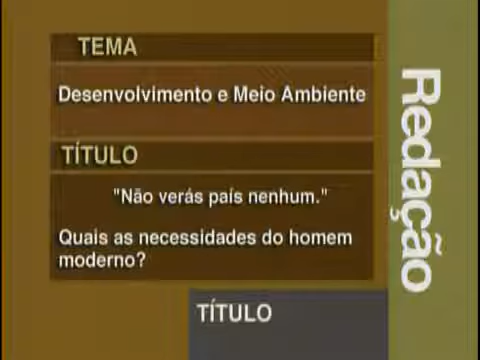 TEMA
Desenvolvimento e Meio Ambiente
TÍTULO
"Não verás país nenhum."
Quais as necessidades do homem
moderno?
TÍTULO
Redação